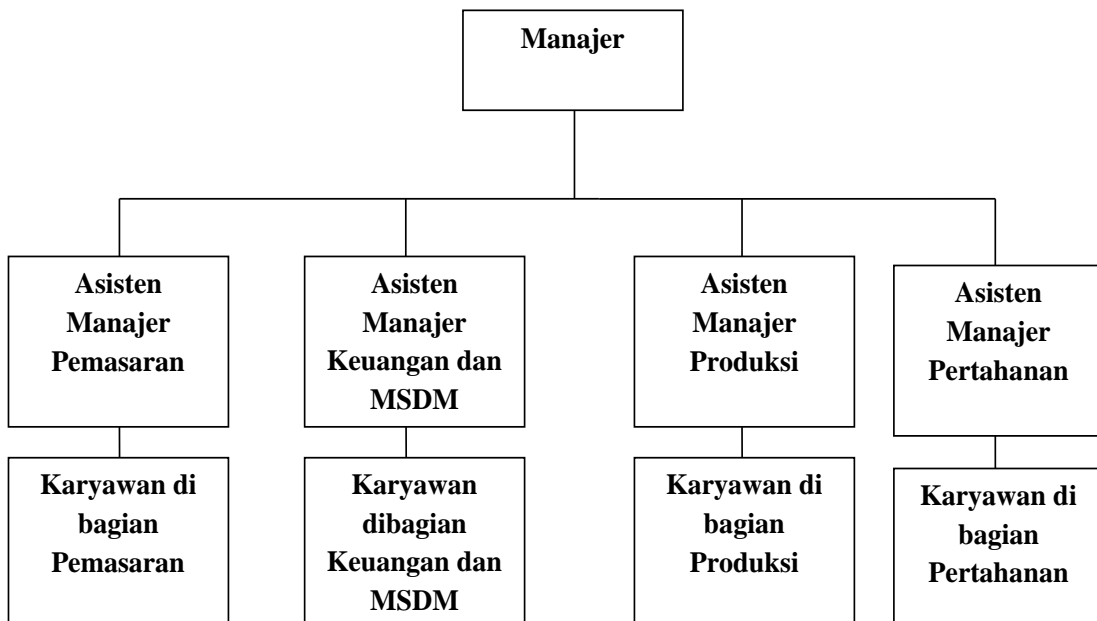 Manajer
Asisten
Manajer
Pemasaran
Asisten
Manajer
Keuangan dan
MSDM
Asisten
Manajer
Produksi
Asisten
Manajer
Pertahanan
Karyawan di
bagian
Pemasaran
Karyawan
dibagian
Keuangan dan
MSDM
Karyawan di
bagian
Produksi
Karyawan di
bagian
Pertahanan